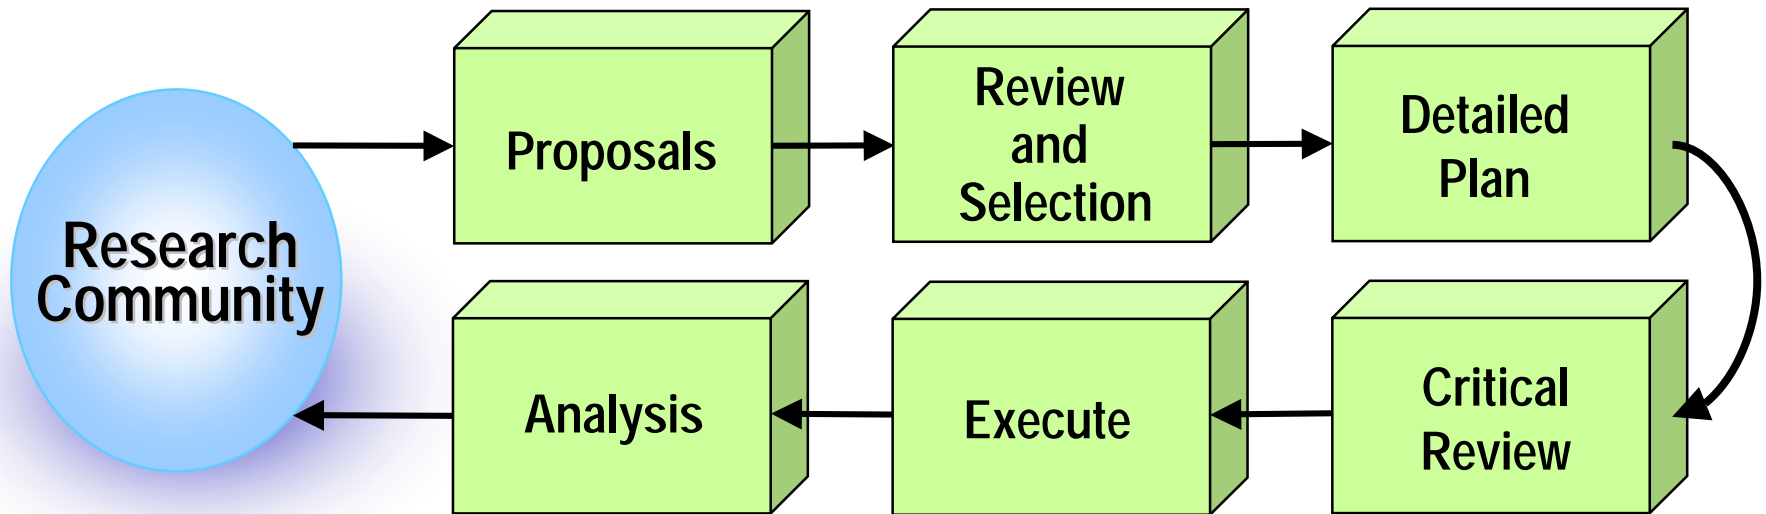 Research
Community
Proposals
Review
and
Selection
Detailed
Plan
Critical
Review
Execute
Analysis